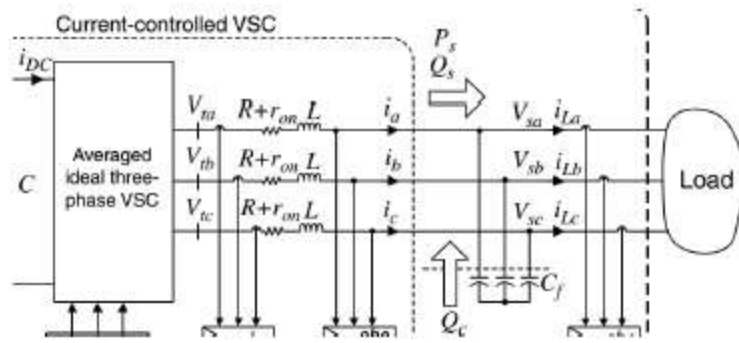 Current-controlled VSC
P_s
Q_s
i_DC
V_ta R+r_on L i_a V_sa i_La
V_tb R+r_on L i_b V_sb i_Lb
V_tc R+r_on L i_c V_sc i_Lc
Averaged
ideal three-
phase VSC
C
Load
C_f
Q_c